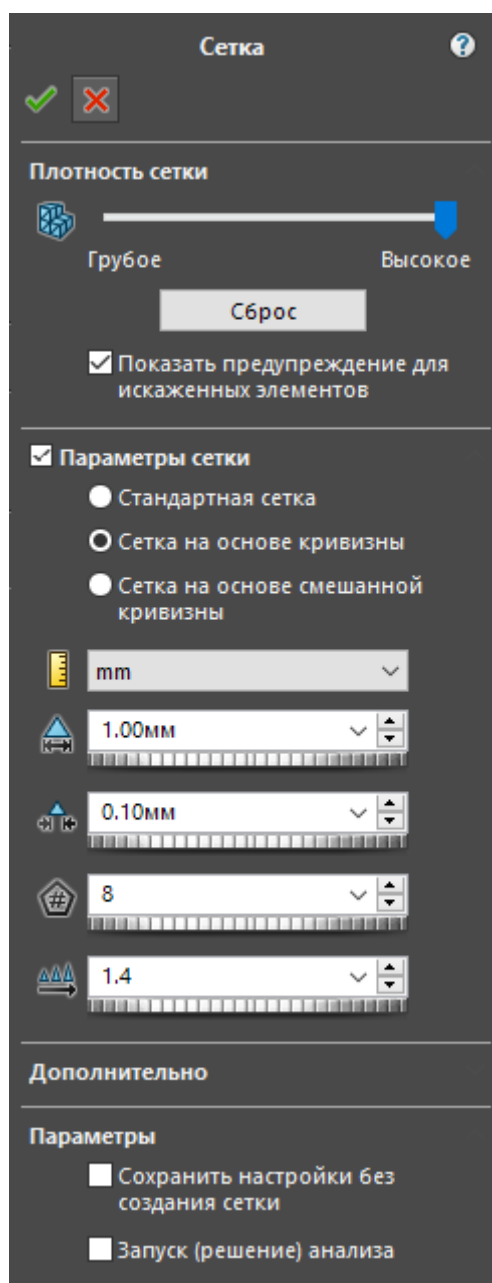 Сетка
?
Плотность сетки
Грубое Высокое
Сброс
Показать предупреждение для
искаженных элементов
Параметры сетки
Стандартная сетка
Сетка на основе кривизны
Сетка на основе смешанной
кривизны
mm
1.00мм
0.10мм
#
8
1.4
Дополнительно
Параметры
Сохранить настройки без
создания сетки
Запуск (решение) анализа